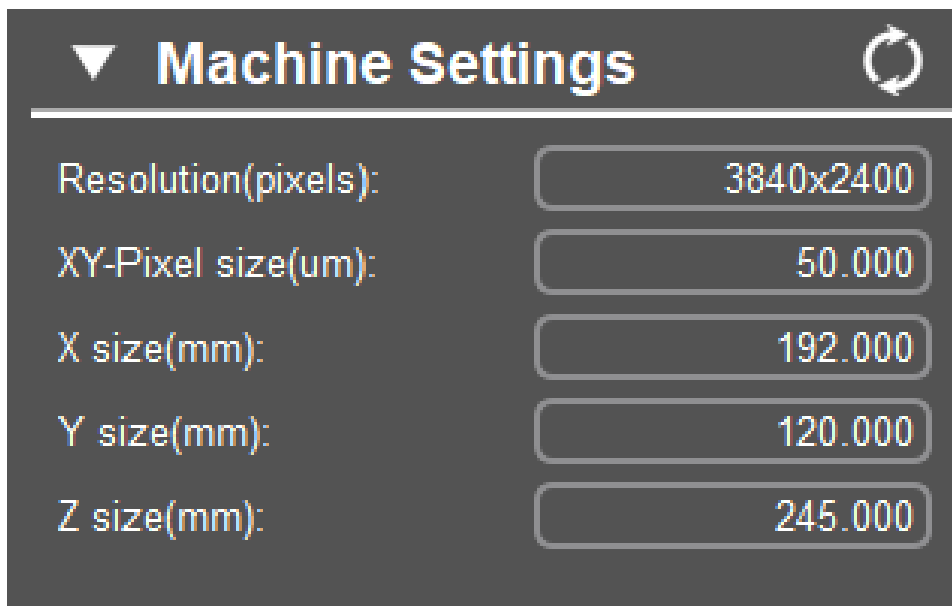 Machine Settings
Resolution(pixels): 3840x2400
XY-Pixel size(um): 50.000
X size(mm): 192.000
Y size(mm): 120.000
Z size(mm): 245.000